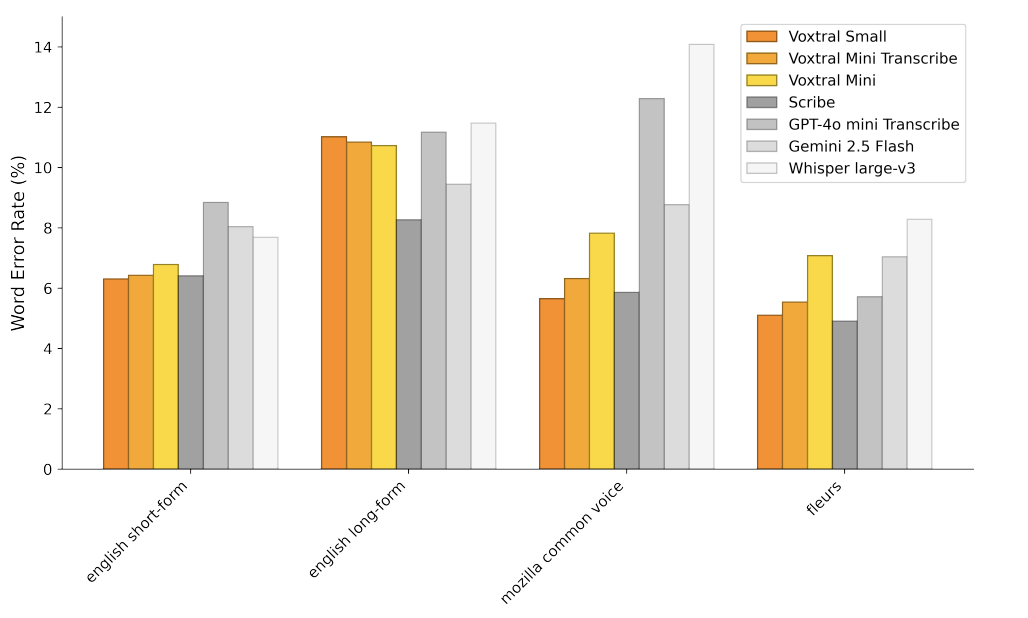 Word Error Rate (%)
14
12
10
8
6
4
2
0
Voxtral Small
Voxtral Mini Transcribe
Voxtral Mini
Scribe
GPT-4o mini Transcribe
Gemini 2.5 Flash
Whisper large-v3
english short-form
english long-form
mozilla common voice
fleurs